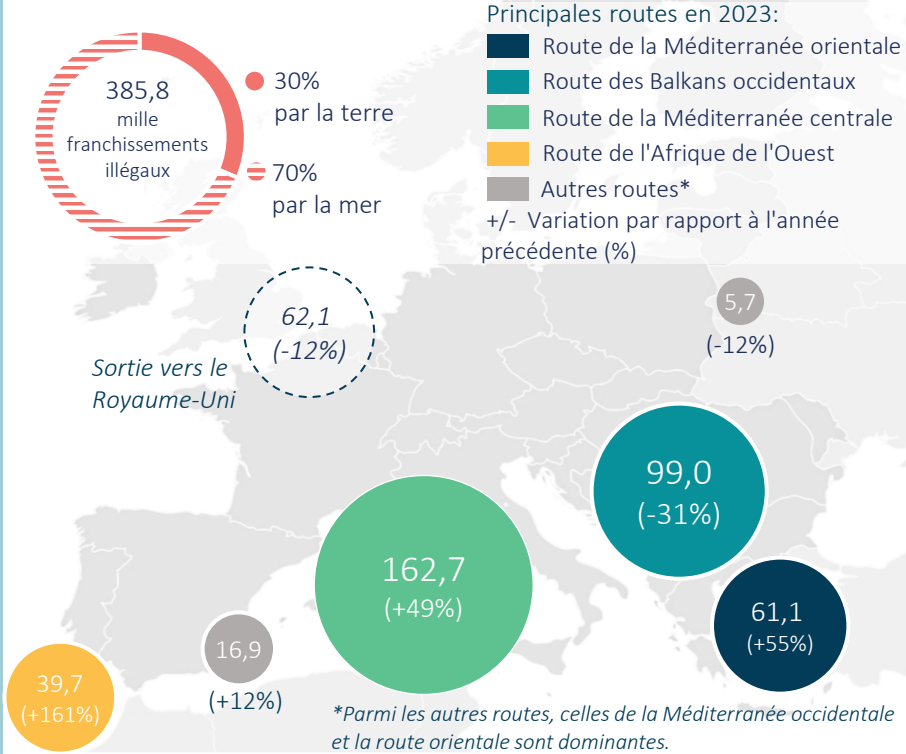 385,8
mille
franchissements
illégaux
30%
par la terre
70%
par la mer
Principales routes en 2023:
Route de la Méditerranée orientale
Route des Balkans occidentaux
Route de la Méditerranée centrale
Route de l'Afrique de l'Ouest
Autres routes*
+/- Variation par rapport à l'année
précédente (%)
62,1
(-12%)
Sortie vers le
Royaume-Uni
5,7
(-12%)
99,0
(-31%)
162,7
(+49%)
61,1
(+55%)
16,9
(+12%)
39,7
(+161%)
*Parmi les autres routes, celles de la Méditerranée occidentale
et la route orientale sont dominantes.